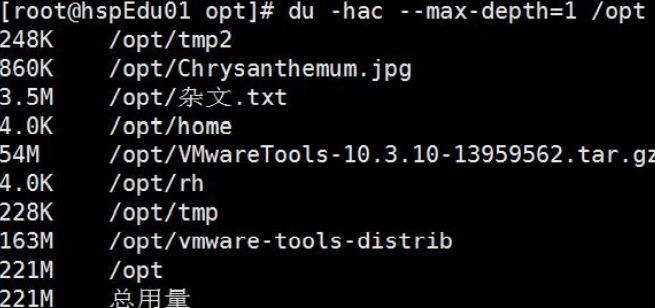 [root@hspEdu01 opt]# du -hac --max-depth=1 /opt
248K /opt/tmp2
860K /opt/Chrysanthemum.jpg
3.5M /opt/杂文.txt
4.0K /opt/home
54M /opt/VMwareTools-10.3.10-13959562.tar.gz
4.0K /opt/rh
228K /opt/tmp
163M /opt/vmware-tools-distrib
221M /opt
221M 总用量